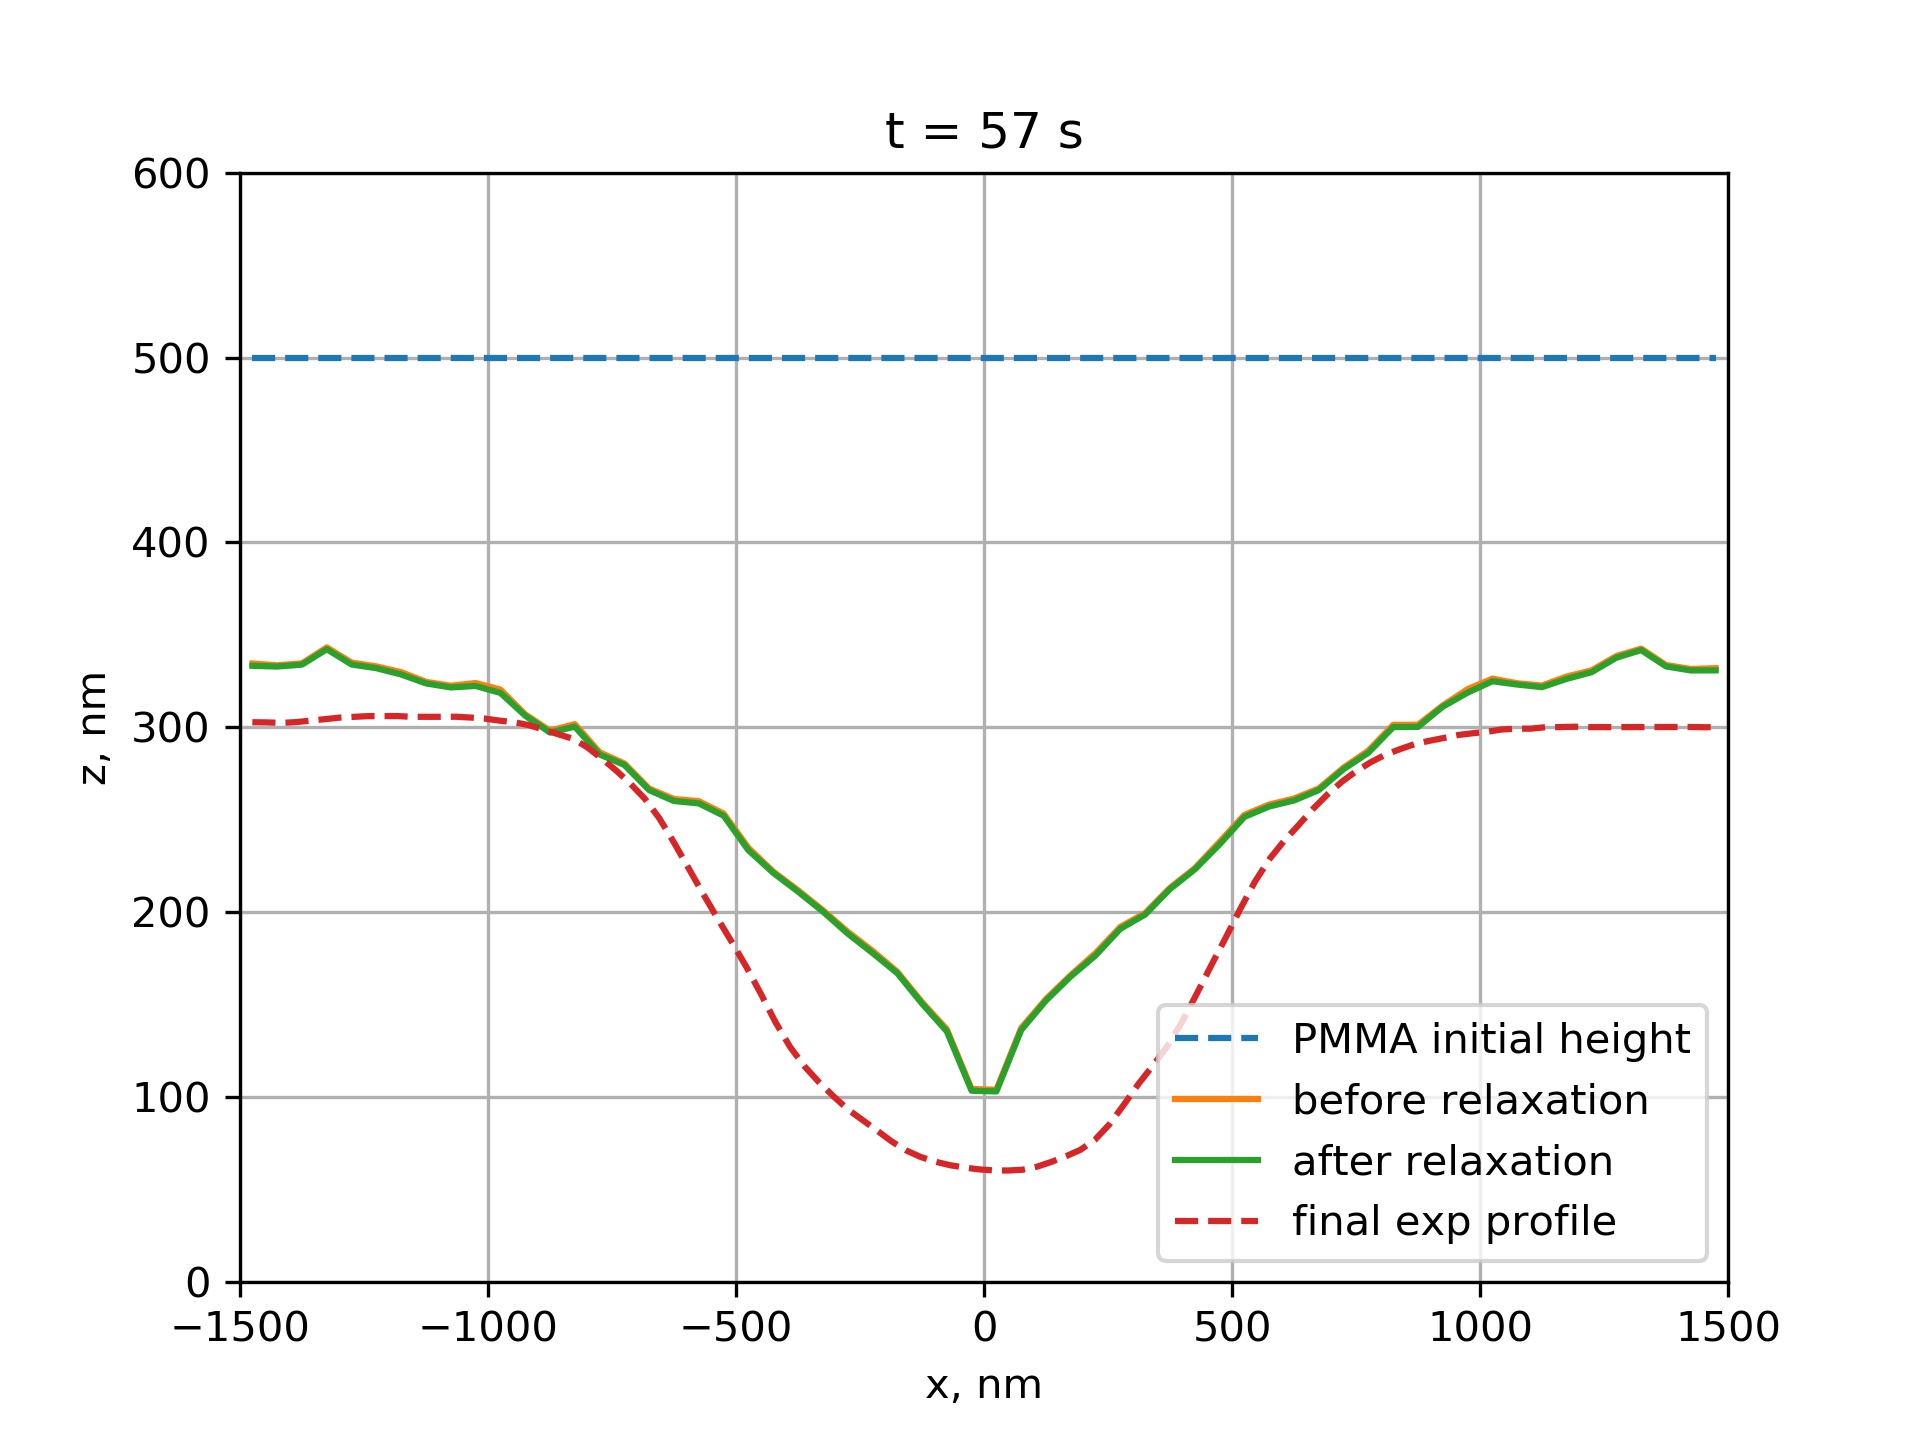 t = 57 s
600
500
400
300
200
100
0
z, nm
−1500 −1000 −500 0 500 1000 1500
x, nm
PMMA initial height
before relaxation
after relaxation
final exp profile